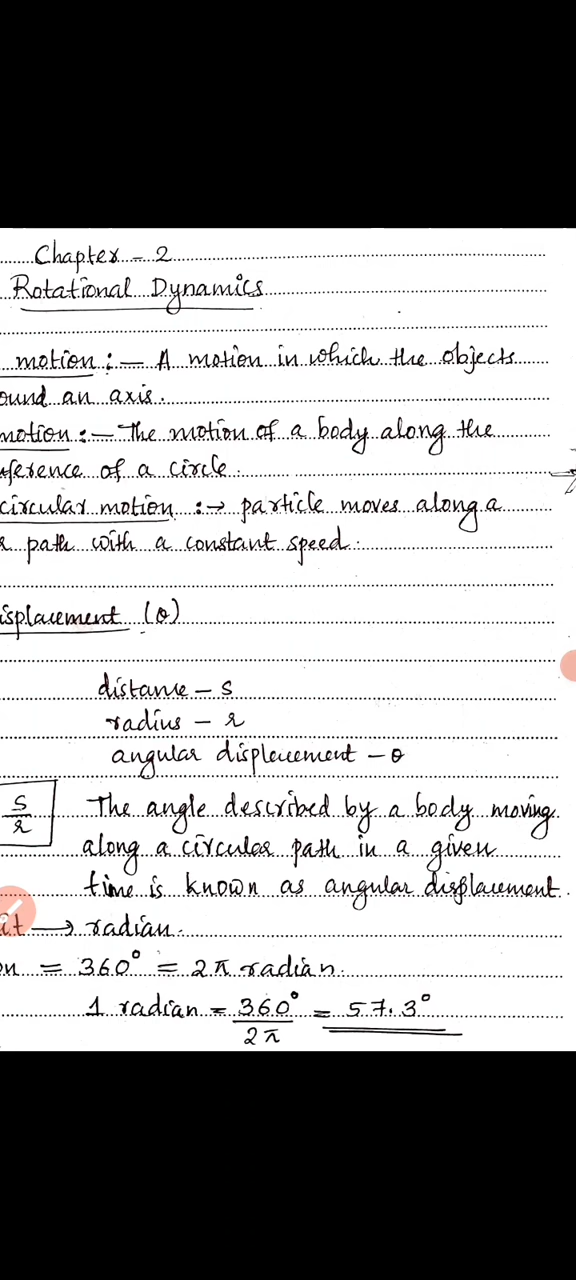 Chapter - 2
Rotational Dynamics
motion :- A motion in which the objects
ound an axis.
motion :- The motion of a body along the
ference of a circle.
circular motion :→ particle moves along a
path with a constant speed.
isplacement (θ)
distance - s
radius - r
angular displacement - θ
s/r The angle described by a body moving
along a circular path in a given
time is known as angular displacement.
it → radian.
on = 360° = 2π radian.
1 radian = 360°/2π = 57.3°